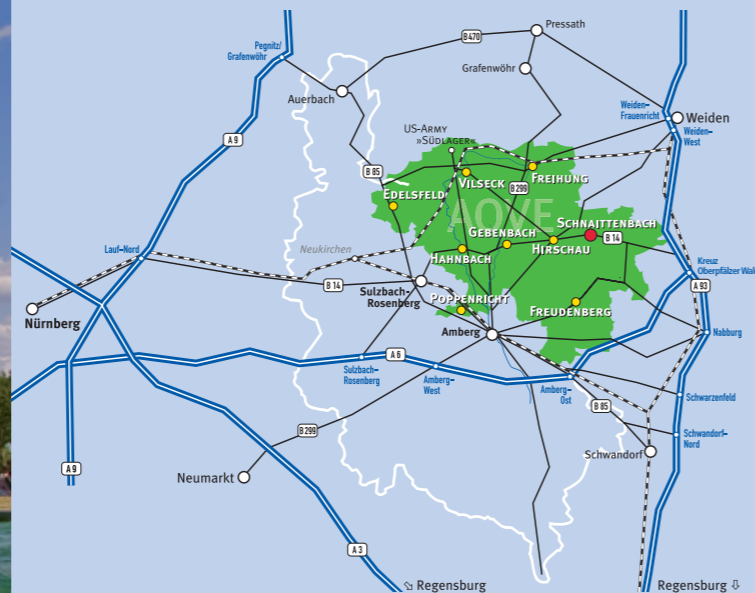 Pressath
B 470
Pegnitz/
Grafenwöhr
Grafenwöhr
Auerbach
Weiden-
Frauenricht
Weiden
US-Army
»Südlager«
Weiden-
West
A 9
B 85
Vilseck
Freihung
Edelsfeld
B 299
AOVE
Schnaittenbach
Gebenbach
B 14
Lauf-Nord
Neukirchen
Hahnbach
Hirschau
Kreuz
Oberpfälzer Wald
B 14
Sulzbach-
Rosenberg
A 93
Poppenricht
Freudenberg
Nürnberg
Amberg
Nabburg
A 6
Sulzbach-
Rosenberg
Amberg-
West
Amberg-
Ost
Schwarzenfeld
B 85
B 299
Schwandorf-
Nord
Schwandorf
A 9
Neumarkt
A 3
Regensburg
Regensburg